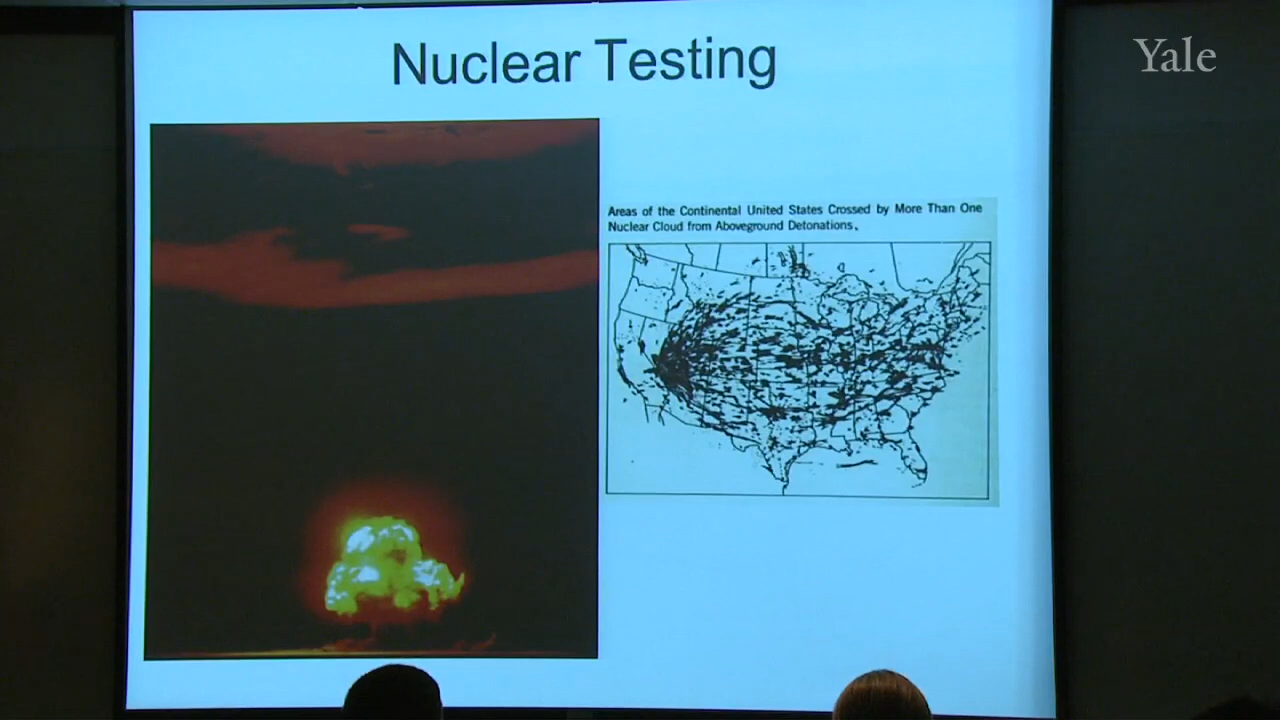 Nuclear Testing
Yale
Areas of the Continental United States Crossed by More Than One
Nuclear Cloud from Aboveground Detonations.